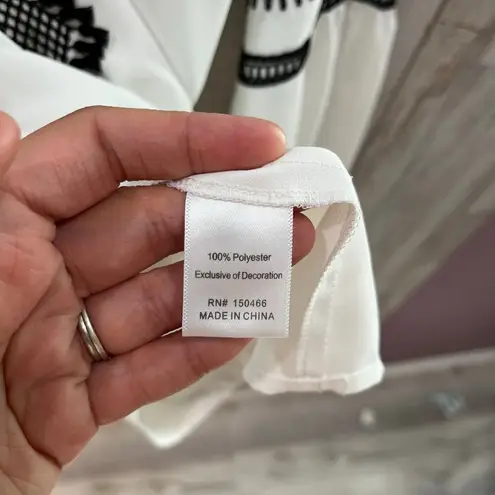 100% Polyester
Exclusive of Decoration
RN# 150466
MADE IN CHINA